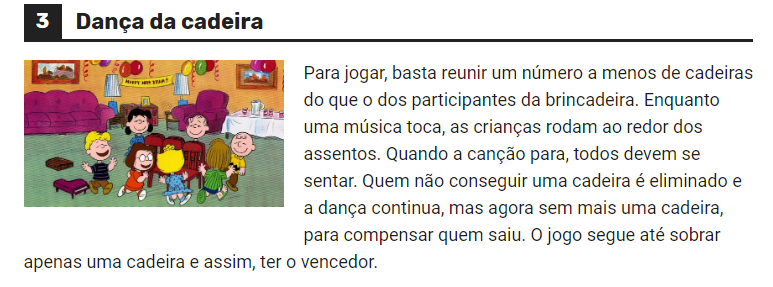 3 Dança da cadeira
HAPPY NEW YEAR!
Para jogar, basta reunir um número a menos de cadeiras
do que o dos participantes da brincadeira. Enquanto
uma música toca, as crianças rodam ao redor dos
assentos. Quando a canção para, todos devem se
sentar. Quem não conseguir uma cadeira é eliminado e
a dança continua, mas agora sem mais uma cadeira,
para compensar quem saiu. O jogo segue até sobrar
apenas uma cadeira e assim, ter o vencedor.